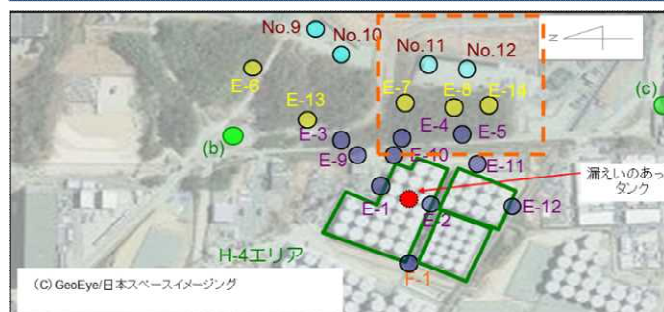 No.9
No.10
No.11
No.12
N
(c)
E-6
E-7
E-8
E-14
E-13
(b)
E-3
E-4
E-5
E-9
E-10
E-11
漏えいのあった
タンク
E-1
E-2
E-12
H-4エリア
F-1
(C) GeoEye/日本スペースイメージング